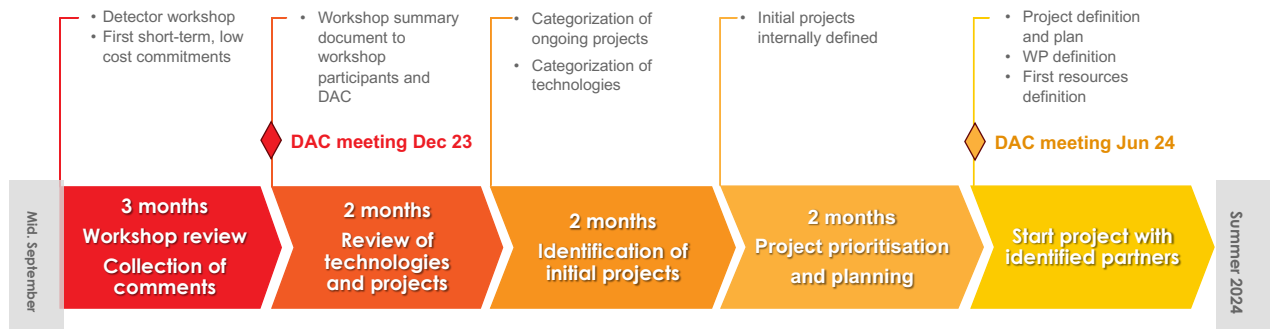 • Detector workshop
• First short-term, low
cost commitments
• Workshop summary
document to
workshop
participants and
DAC
• Categorization of
ongoing projects
• Categorization of
technologies
• Initial projects
internally defined
• Project definition
and plan
• WP definition
• First resources
definition
DAC meeting Dec 23
DAC meeting Jun 24
Mid. September
3 months
Workshop review
Collection of
comments
2 months
Review of
technologies
and projects
2 months
Identification of
initial projects
2 months
Project prioritisation
and planning
Start project with
identified partners
Summer 2024